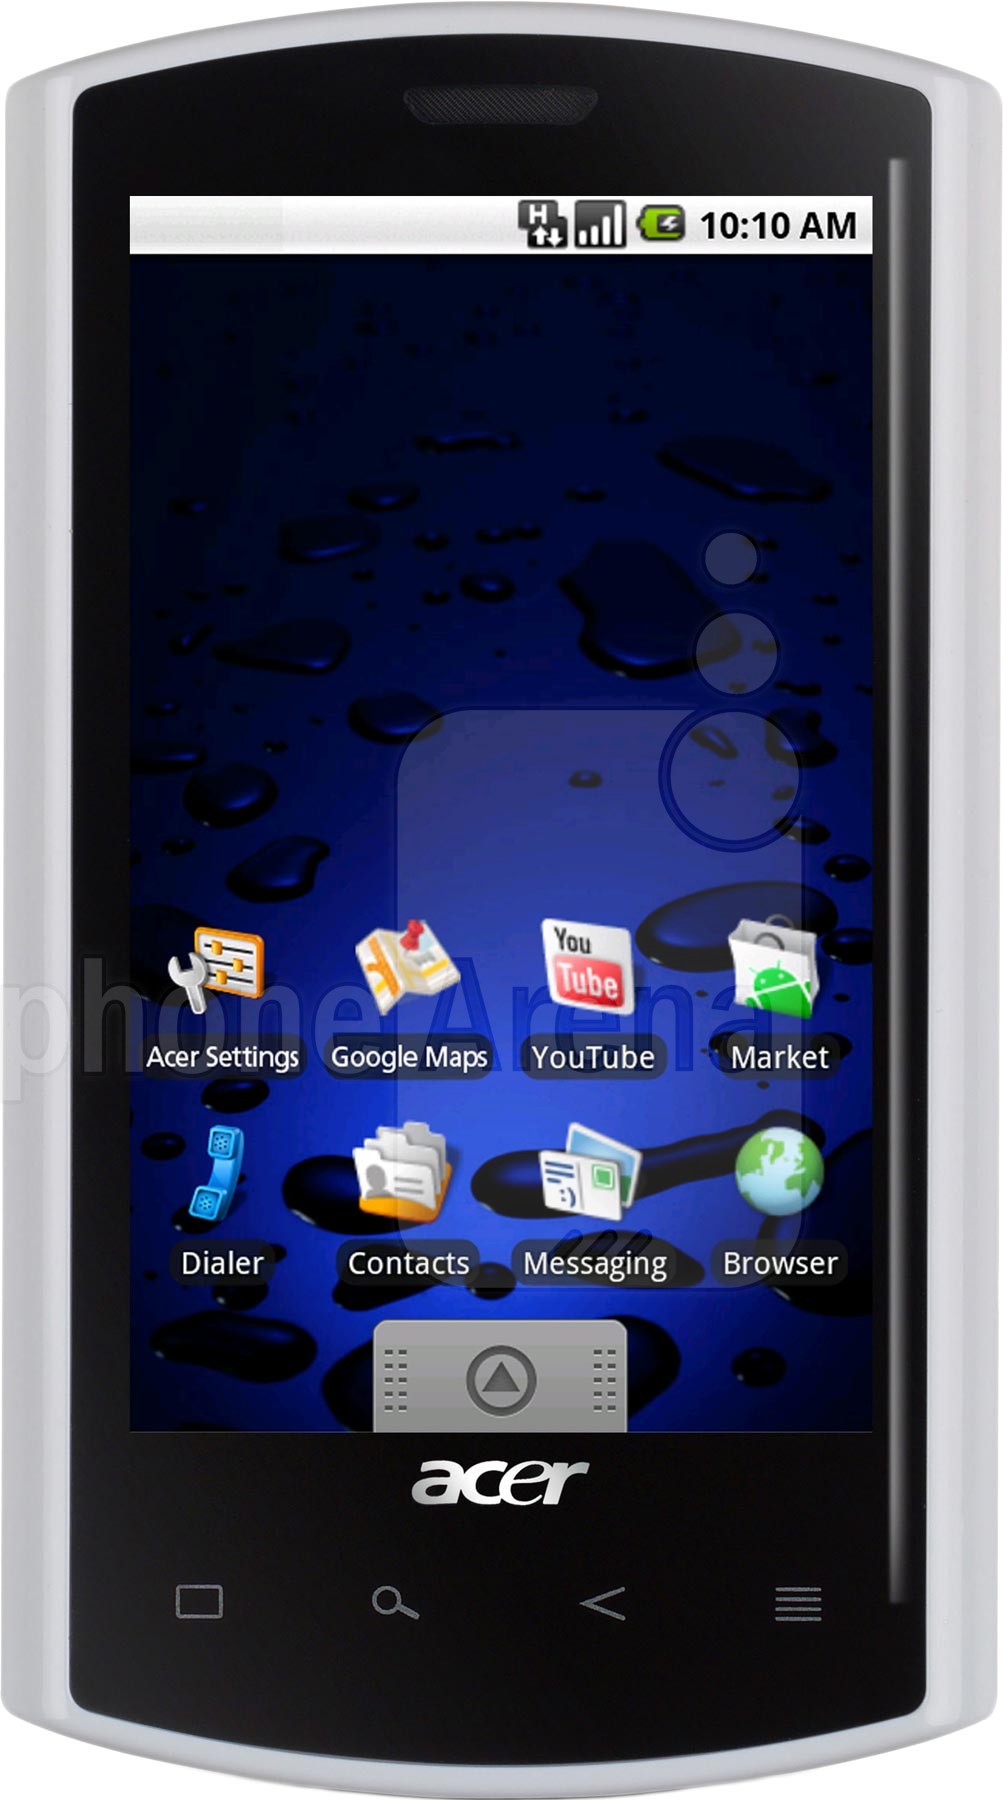 H
10:10 AM
You
Tube
phoneArena
Acer Settings
Google Maps
YouTube
Market
Dialer
Contacts
Messaging
Browser
acer